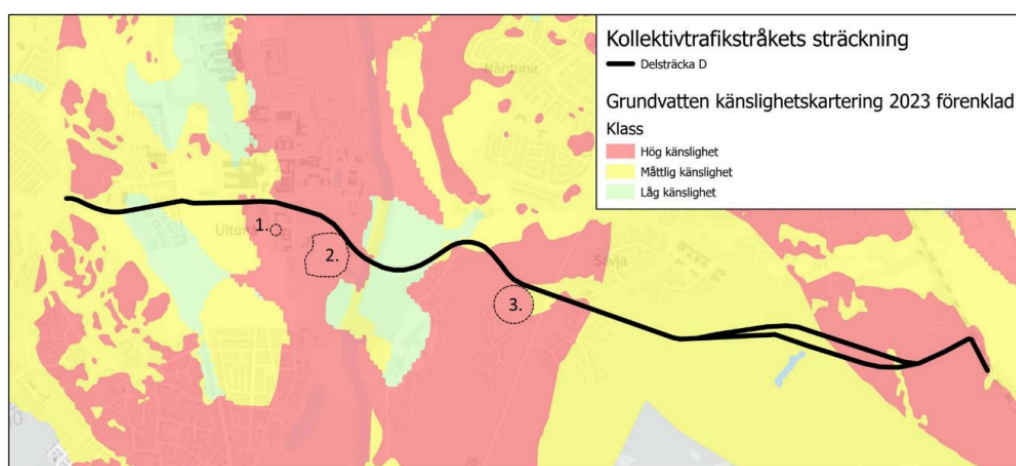 Kollektivtrafikstråkets sträckning
Delsträcka D
Grundvatten känslighetskartering 2023 förenklad
Klass
Hög känslighet
Måttlig känslighet
Låg känslighet
Nåntuna
Ultuna
1.
2.
Sävja
3.